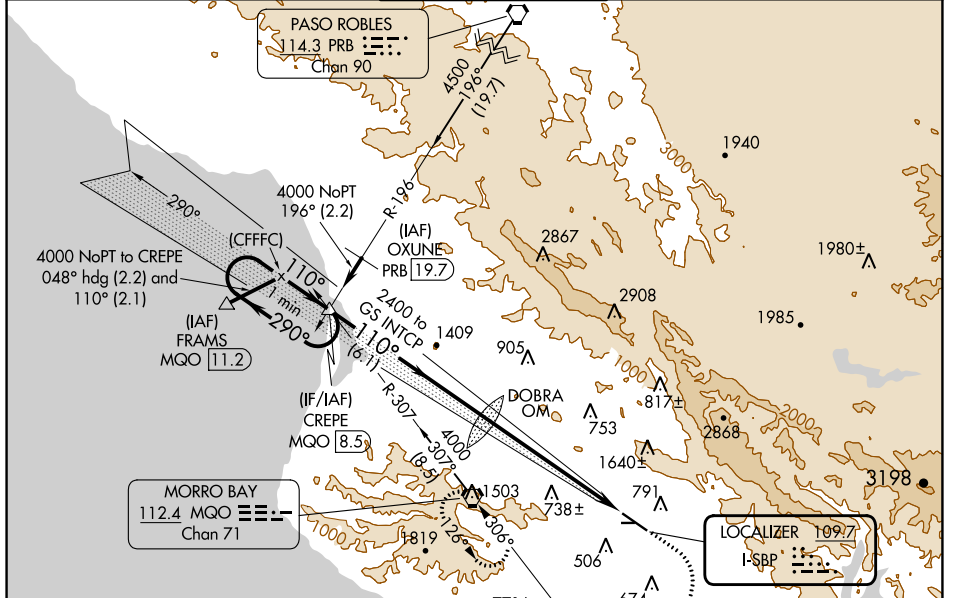 PASO ROBLES
114.3 PRB
Chan 90
4500
196°
(19.7)
3000
1940
R-196
4000 NoPT
196° (2.2)
290°
(CFFFC)
(IAF)
OXUNE
PRB 19.7
2867
1980±
4000 NoPT to CREPE
048° hdg (2.2) and
110° (2.1)
110°
1 min
290°
2908
1985
2400 to
GS INTCP
110°
(6.1)
1409
905
1000
(IAF)
FRAMS
MQO 11.2
(IF/IAF)
CREPE
MQO 8.5
R-307
DOBRA
OM
817±
753
2000
2868
4000
307°
(8.5)
1640±
3198
MORRO BAY
112.4 MQO
Chan 71
1503
738±
791
1000
1819
126°
306°
506
LOCALIZER 109.7
I-SBP